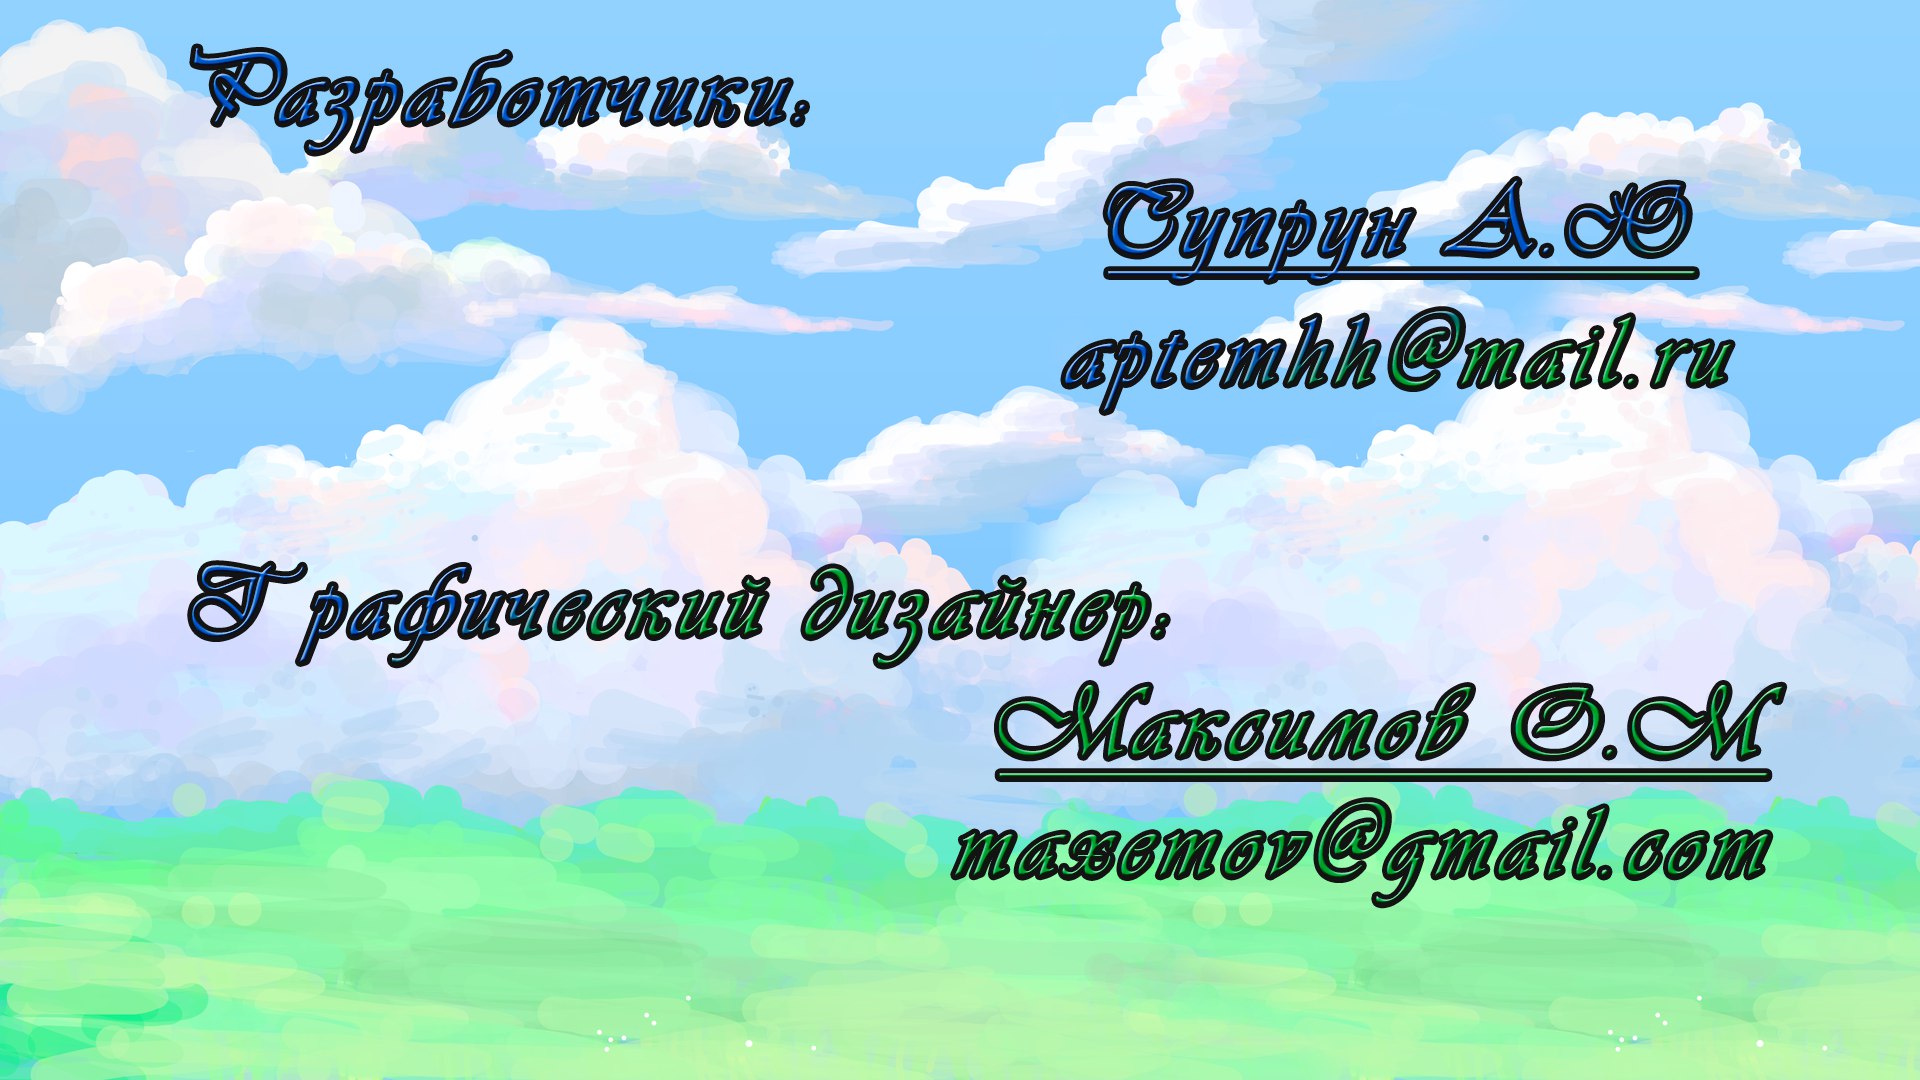 Разработчики:
Супрун А.Ю
aptemhh@mail.ru
Графический дизайнер:
Максимов О.М
maxemov@gmail.com